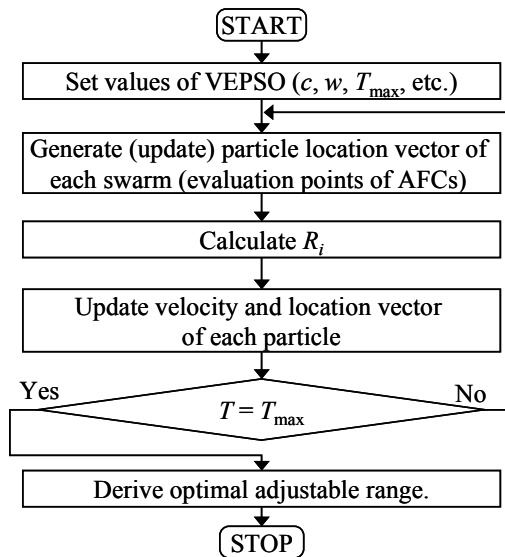 START
Set values of VEPSO (c, w, Tmax, etc.)
Generate (update) particle location vector of
each swarm (evaluation points of AFCs)
Calculate Ri
Update velocity and location vector
of each particle
Yes
No
T = Tmax
Derive optimal adjustable range.
STOP